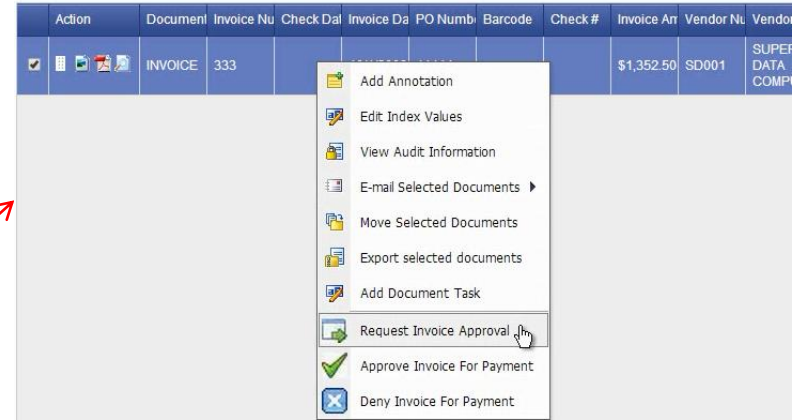 Action Document Invoice Nu Check Dat Invoice Da PO Numb Barcode Check # Invoice Am Vendor Nu Vendor
INVOICE 333 $1,352.50 SD001 SUPER
DATA
COMPU
Add Annotation
Edit Index Values
View Audit Information
E-mail Selected Documents
Move Selected Documents
Export selected documents
Add Document Task
Request Invoice Approval
Approve Invoice For Payment
Deny Invoice For Payment